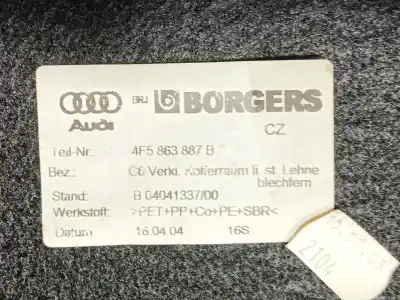 Audi BRJ BORGERS
CZ
Teil-Nr.: 4F5 863 887 B
Bez.: C6 Verkl. Kofferraum li. st. Lehne
blechfern
Stand: B 04041337/00
Werkstoff: >PET+PP+Co+PE+SBR<
Datum 16.04.04 16S
2104